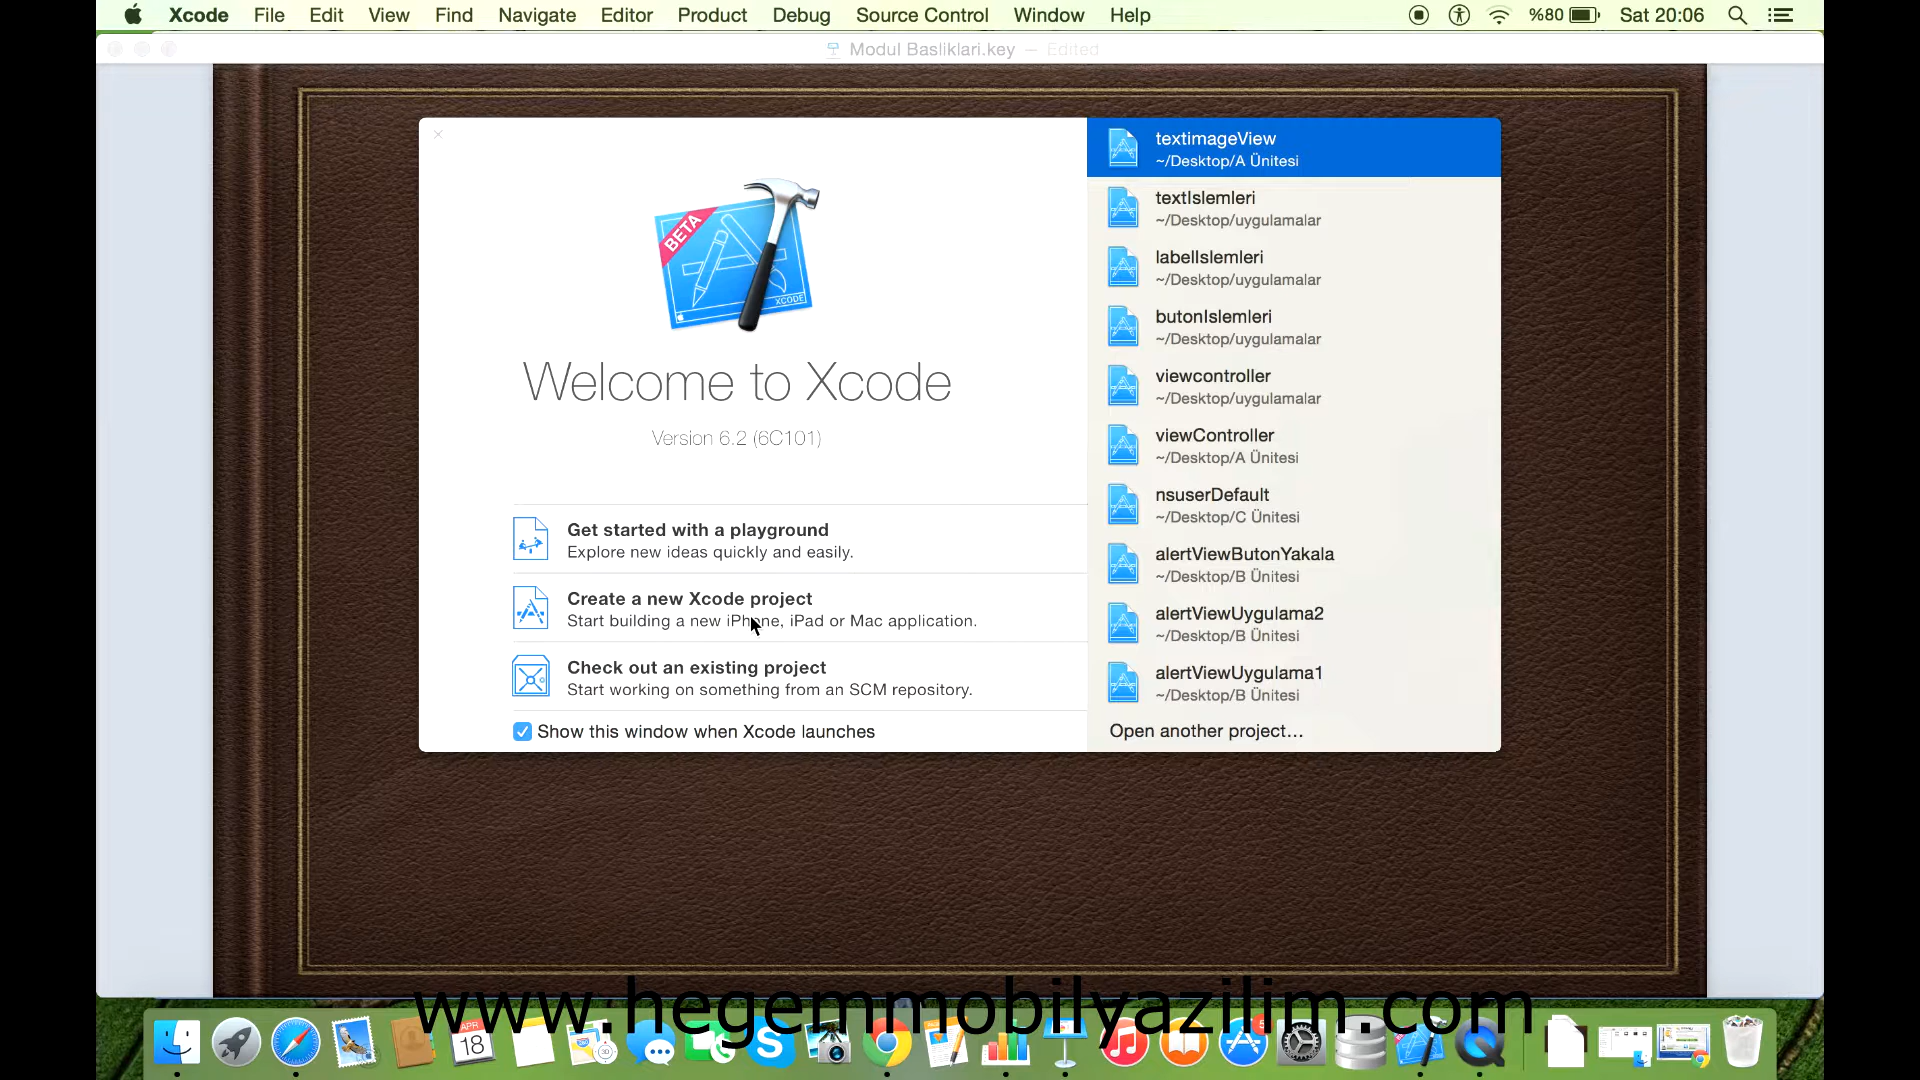 Xcode File Edit View Find Navigate Editor Product Debug Source Control Window Help %80 Sat 20:06
Modul Basliklari.key — Edited
BETA
XCODE
Welcome to Xcode
Version 6.2 (6C101)
Get started with a playground
Explore new ideas quickly and easily.
Create a new Xcode project
Start building a new iPhone, iPad or Mac application.
Check out an existing project
Start working on something from an SCM repository.
Show this window when Xcode launches
textimageView
~/Desktop/A Ünitesi
textIslemleri
~/Desktop/uygulamalar
labelIslemleri
~/Desktop/uygulamalar
butonIslemleri
~/Desktop/uygulamalar
viewcontroller
~/Desktop/uygulamalar
viewController
~/Desktop/A Ünitesi
nsuserDefault
~/Desktop/C Ünitesi
alertViewButonYakala
~/Desktop/B Ünitesi
alertViewUygulama2
~/Desktop/B Ünitesi
alertViewUygulama1
~/Desktop/B Ünitesi
Open another project...
www.hegemmobilyazilim.com
APR
18
3D